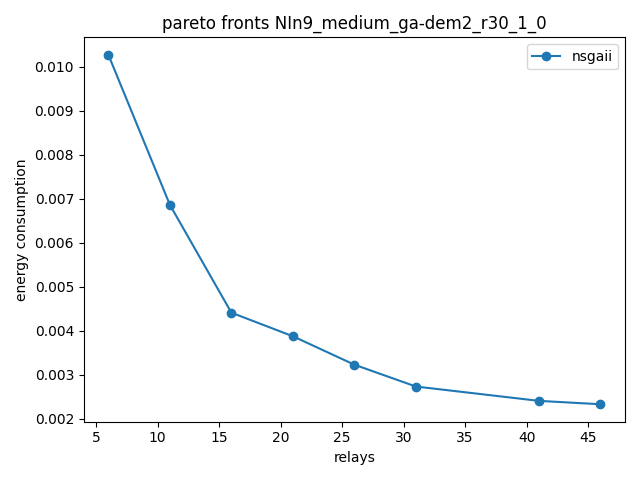 pareto fronts NIn9_medium_ga-dem2_r30_1_0
nsgaii
0.010
0.009
0.008
0.007
0.006
0.005
0.004
0.003
0.002
energy consumption
5 10 15 20 25 30 35 40 45
relays